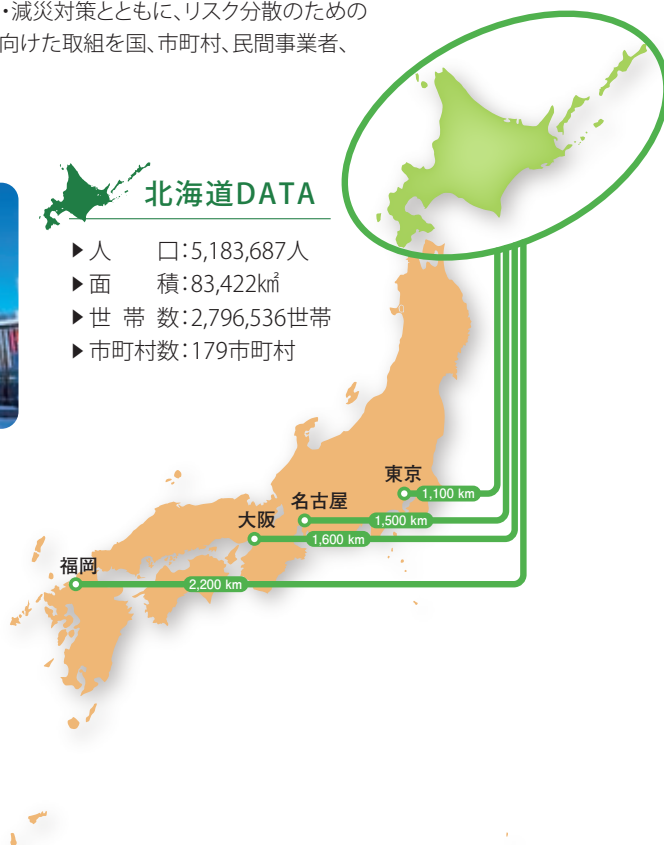 ・減災対策とともに、リスク分散のための
向けた取組を国、市町村、民間事業者、
北海道DATA
▶人　　口：5,183,687人
▶面　　積：83,422㎢
▶世 帯 数：2,796,536世帯
▶市町村数：179市町村
東京
1,100 km
名古屋
1,500 km
大阪
1,600 km
福岡
2,200 km